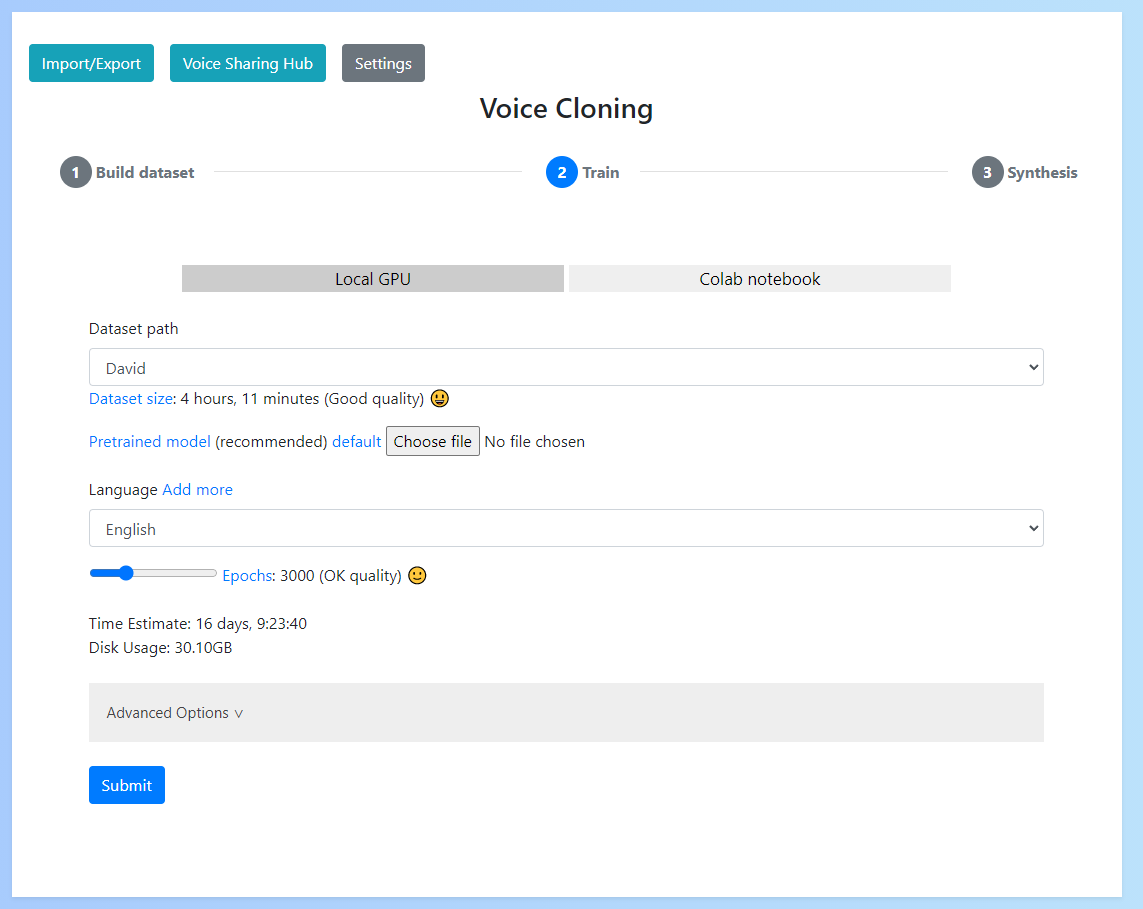 Import/Export Voice Sharing Hub Settings
Voice Cloning
1 Build dataset 2 Train 3 Synthesis
Local GPU Colab notebook
Dataset path
David
Dataset size: 4 hours, 11 minutes (Good quality) 😃
Pretrained model (recommended) default Choose file No file chosen
Language Add more
English
Epochs: 3000 (OK quality) 🙂
Time Estimate: 16 days, 9:23:40
Disk Usage: 30.10GB
Advanced Options ∨
Submit